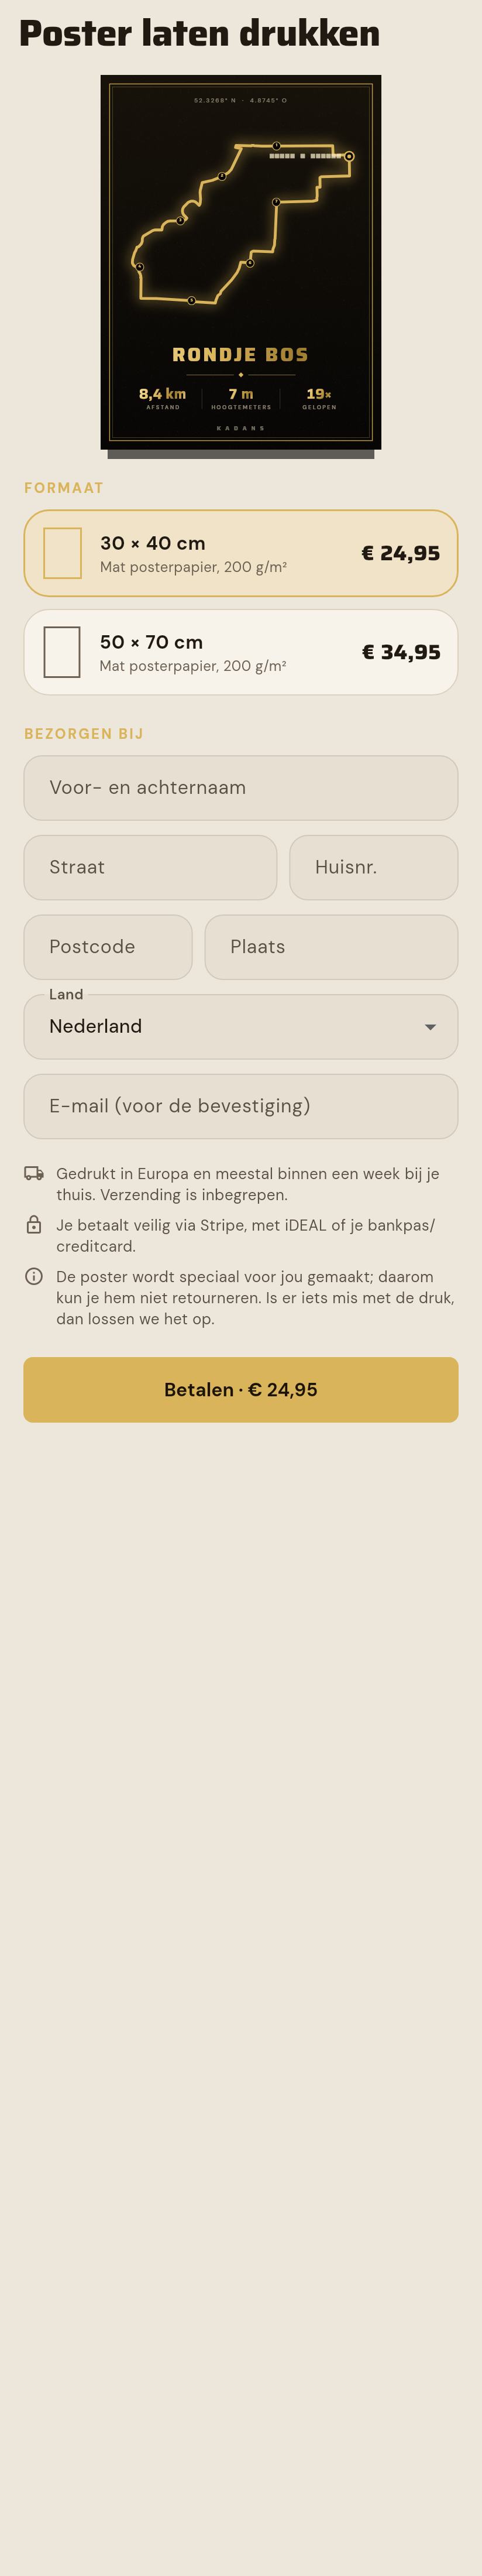 Poster laten drukken
52.3268° N · 4.8745° O
RONDJE BOS
8,4 km
AFSTAND
7 m
HOOGTEMETERS
19×
GELOPEN
KADANS
FORMAAT
30 × 40 cm
Mat posterpapier, 200 g/m²
€ 24,95
50 × 70 cm
Mat posterpapier, 200 g/m²
€ 34,95
BEZORGEN BIJ
Voor- en achternaam
Straat
Huisnr.
Postcode
Plaats
Land
Nederland
E-mail (voor de bevestiging)
Gedrukt in Europa en meestal binnen een week bij je
thuis. Verzending is inbegrepen.
Je betaalt veilig via Stripe, met iDEAL of je bankpas/
creditcard.
De poster wordt speciaal voor jou gemaakt; daarom
kun je hem niet retourneren. Is er iets mis met de druk,
dan lossen we het op.
Betalen · € 24,95